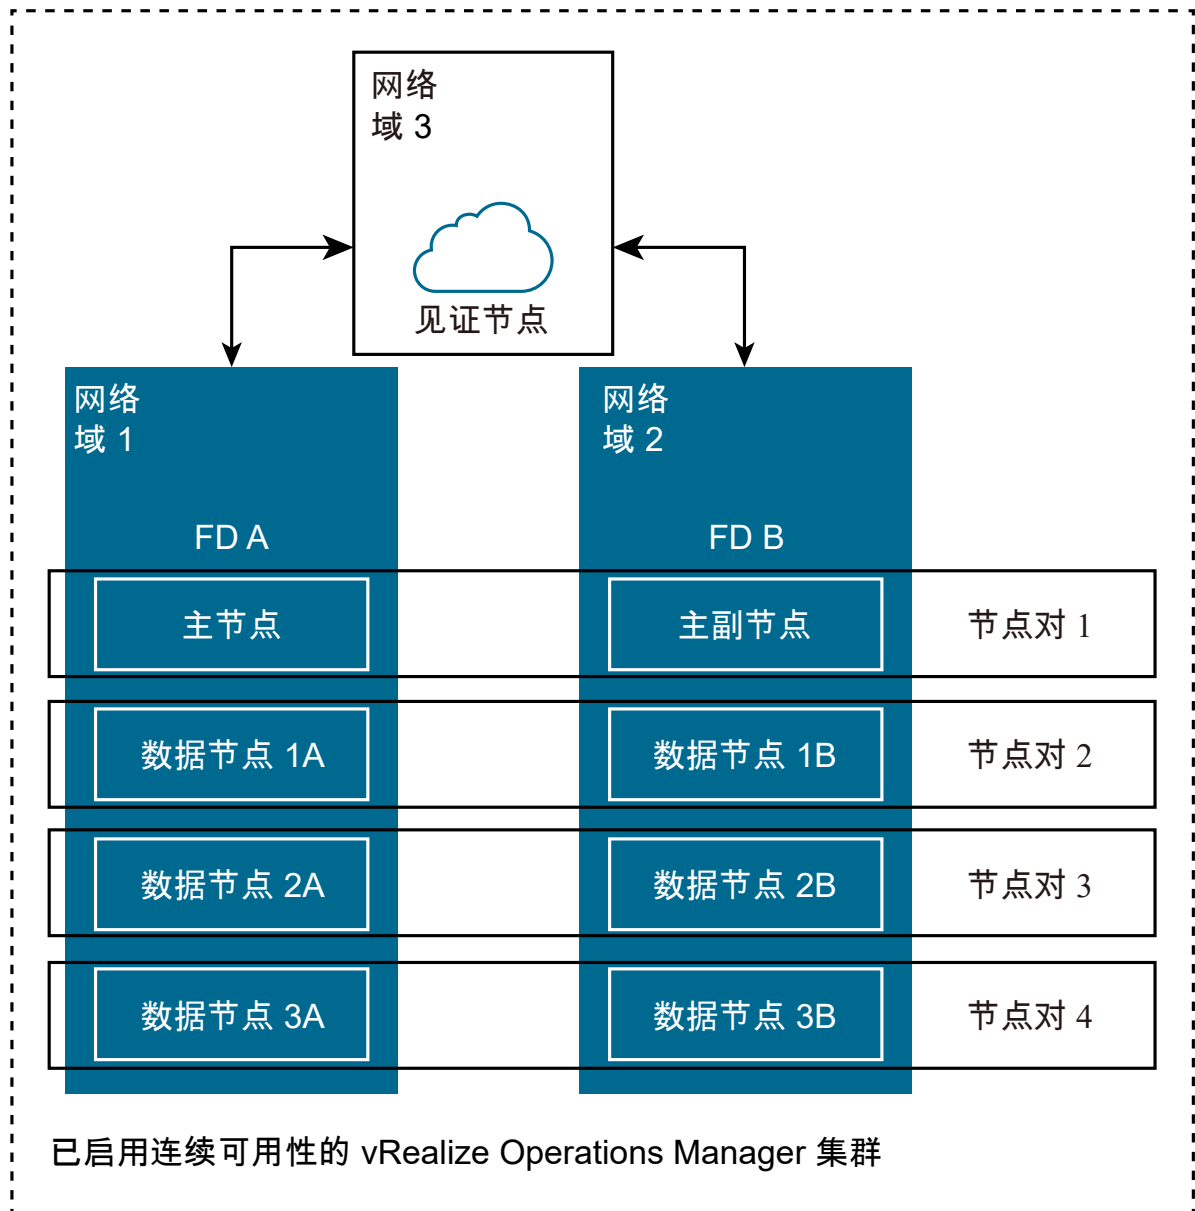 网络
域 3
见证节点
网络
域 1
网络
域 2
FD A
FD B
主节点
主副节点
节点对 1
数据节点 1A
数据节点 1B
节点对 2
数据节点 2A
数据节点 2B
节点对 3
数据节点 3A
数据节点 3B
节点对 4
已启用连续可用性的 vRealize Operations Manager 集群